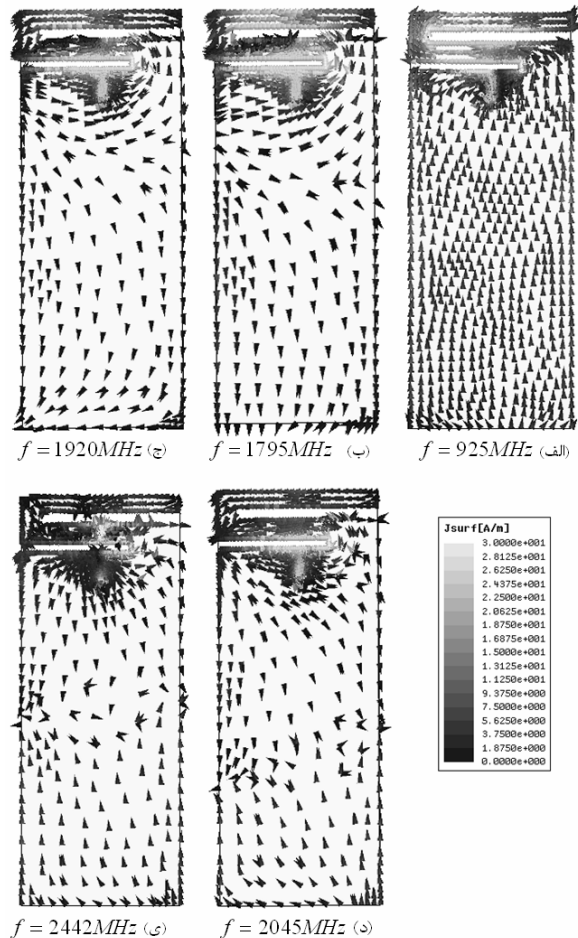 f = 925MHz (الف)
f = 1795MHz (ب)
f = 1920MHz (ج)
Jsurf[A/m]
3.0000e+001
2.8125e+001
2.6250e+001
2.4375e+001
2.2500e+001
2.0625e+001
1.8750e+001
1.6875e+001
1.5000e+001
1.3125e+001
1.1250e+001
9.3750e+000
7.5000e+000
5.6250e+000
3.7500e+000
1.8750e+000
0.0000e+000
f = 2045MHz (د)
f = 2442MHz (ی)